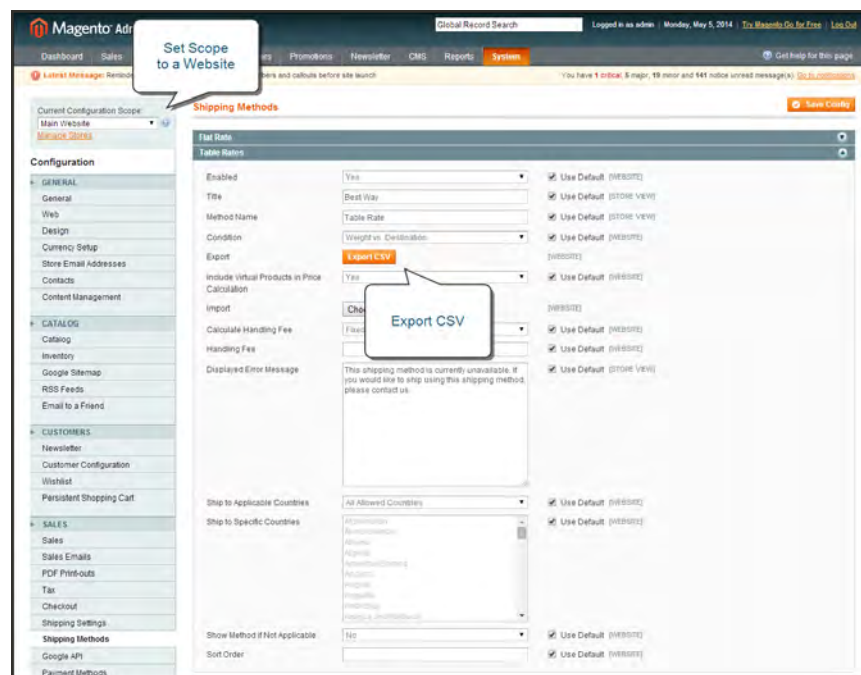 Magento Adm
Global Record Search
Logged in as admin | Monday, May 5, 2014 | Try Magento Go for Free | Log Out
Set Scope
to a Website
Dashboard Sales Promotions Newsletter CMS Reports System Get help for this page
Latest Message: and callouts before site launch You have 1 critical, 5 major, 19 minor and 141 notice unread message(s). Go to notifications
Current Configuration Scope:
Main Website
Manage Stores
Shipping Methods
Save Config
Configuration
GENERAL
General
Web
Design
Currency Setup
Store Email Addresses
Contacts
Content Management
CATALOG
Catalog
Inventory
Google Sitemap
RSS Feeds
Email to a Friend
CUSTOMERS
Newsletter
Customer Configuration
Wishlist
Persistent Shopping Cart
SALES
Sales
Sales Emails
PDF Print-outs
Tax
Checkout
Shipping Settings
Shipping Methods
Google API
Payment Methods
Flat Rate
Table Rates
Enabled Yes Use Default [WEBSITE]
Title Best Way Use Default [STORE VIEW]
Method Name Table Rate Use Default [STORE VIEW]
Condition Weight vs. Destination Use Default [WEBSITE]
Export Export CSV [WEBSITE]
Include Virtual Products in Price Yes Use Default [WEBSITE]
Calculation
Import [WEBSITE]
Export CSV
Calculate Handling Fee Use Default [WEBSITE]
Handling Fee Use Default [WEBSITE]
Displayed Error Message This shipping method is currently unavailable. If Use Default [STORE VIEW]
you would like to ship using this shipping method,
please contact us.
Ship to Applicable Countries All Allowed Countries Use Default [WEBSITE]
Ship to Specific Countries Use Default [WEBSITE]
Show Method if Not Applicable No Use Default [WEBSITE]
Sort Order Use Default [WEBSITE]